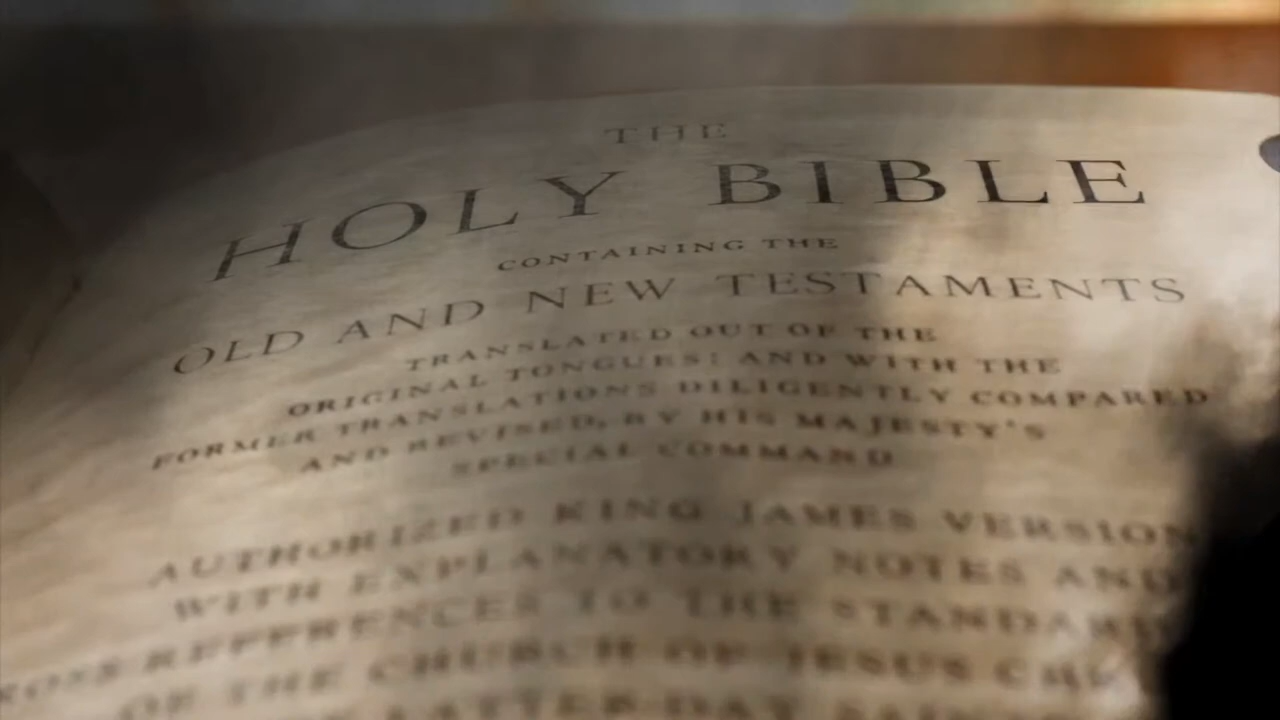 THE
HOLY BIBLE
CONTAINING THE
OLD AND NEW TESTAMENTS
TRANSLATED OUT OF THE
ORIGINAL TONGUES: AND WITH THE
FORMER TRANSLATIONS DILIGENTLY COMPARED
AND REVISED, BY HIS MAJESTY'S
SPECIAL COMMAND
AUTHORIZED KING JAMES VERSION
WITH EXPLANATORY NOTES AND
REFERENCES TO THE STANDARD
OF THE CHURCH OF JESUS
LATTER-DAY